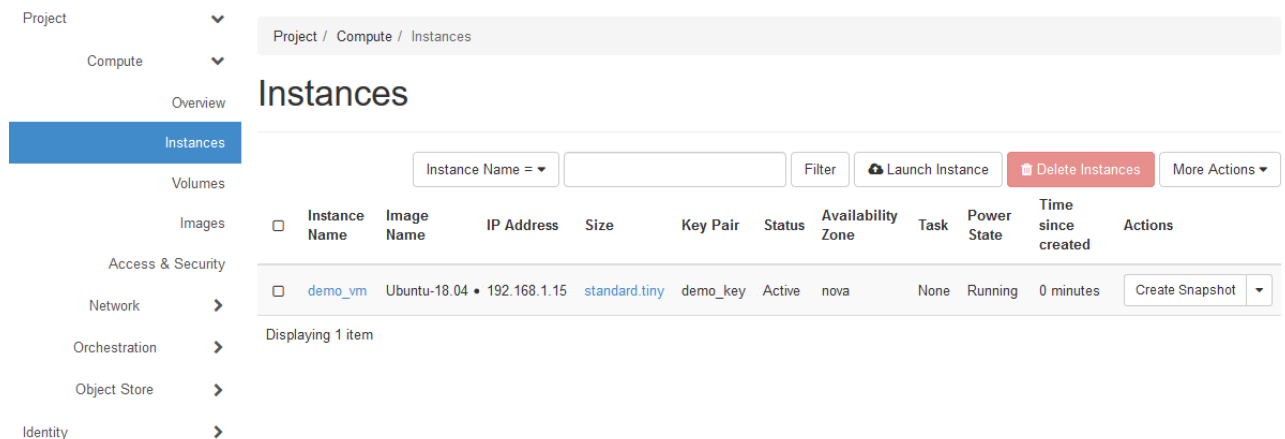 Project
Compute
Overview
Instances
Volumes
Images
Access & Security
Network
Orchestration
Object Store
Identity
Project / Compute / Instances
Instances
Instance Name = Filter Launch Instance Delete Instances More Actions
Instance Name Image Name IP Address Size Key Pair Status Availability Zone Task Power State Time since created Actions
demo_vm Ubuntu-18.04 • 192.168.1.15 standard.tiny demo_key Active nova None Running 0 minutes Create Snapshot
Displaying 1 item